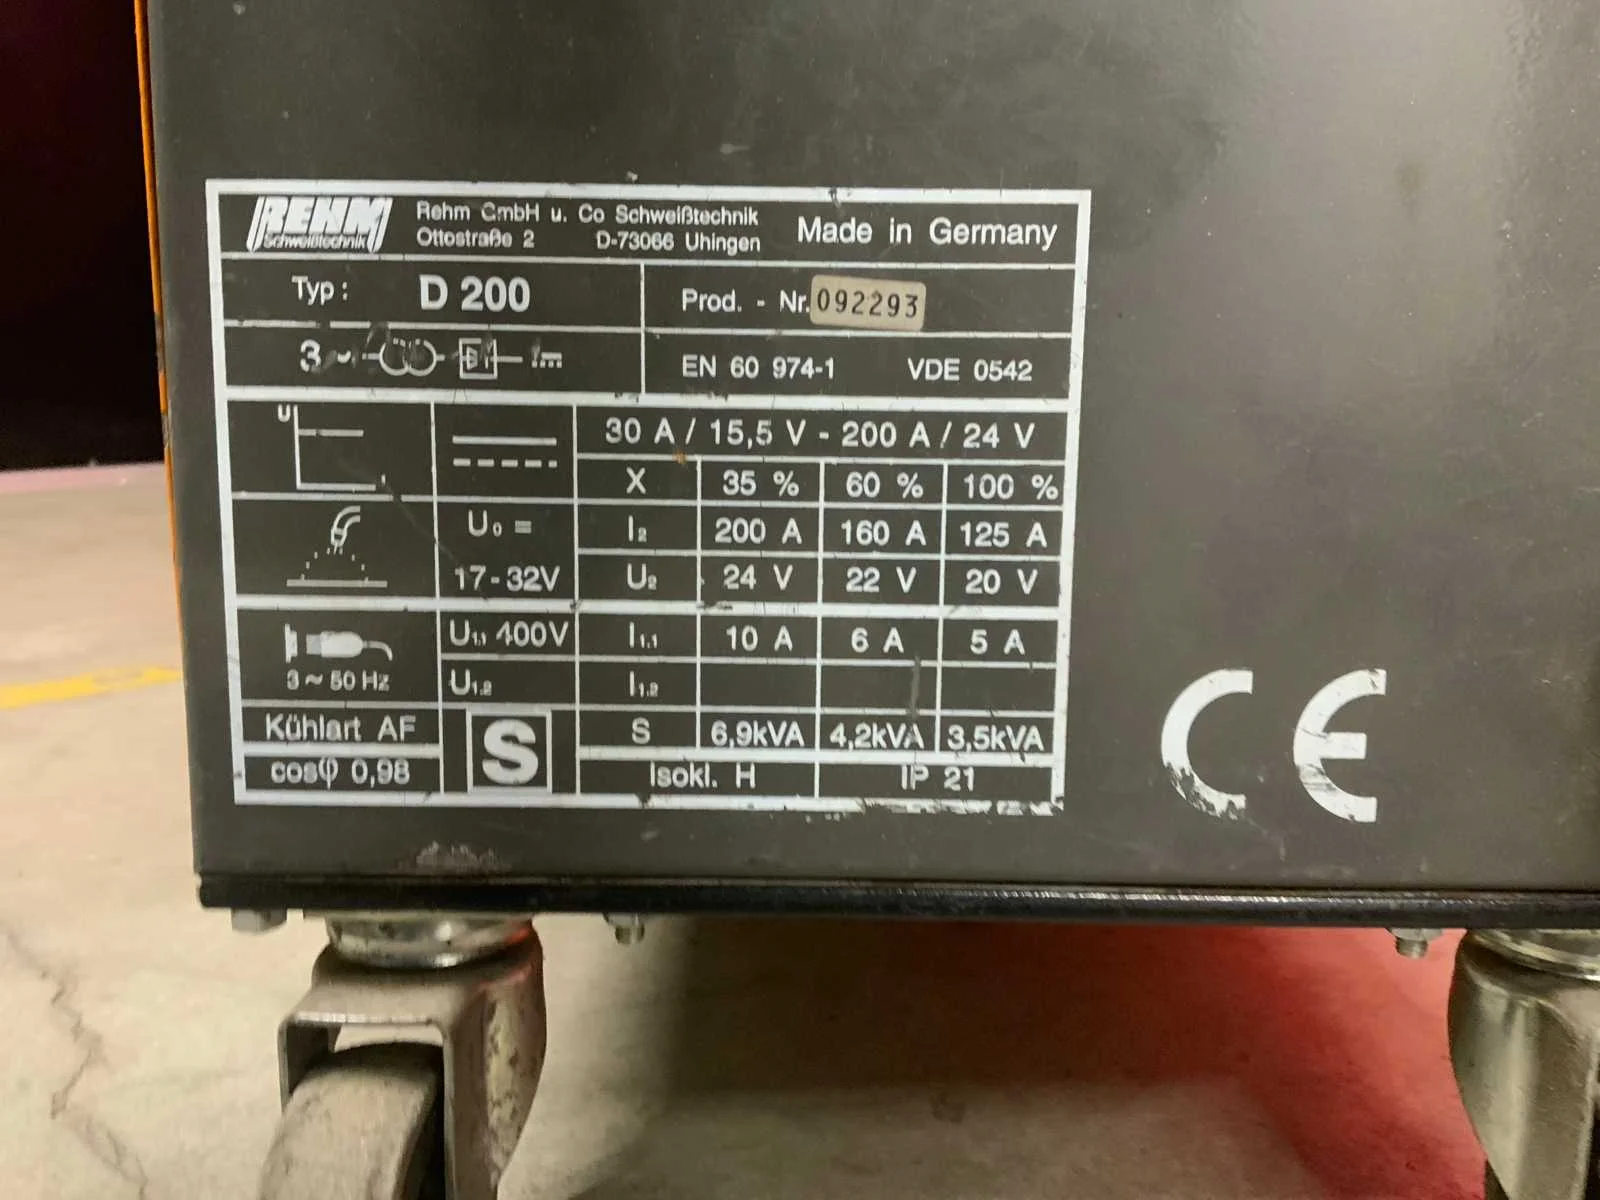 REHM Schweißtechnik
Rehm GmbH u. Co Schweißtechnik
Ottostraße 2 D-73066 Uhingen
Made in Germany
Typ: D 200
Prod. - Nr. 092293
3~
EN 60 974-1 VDE 0542
U
I
30 A / 15,5 V - 200 A / 24 V
X 35 % 60 % 100 %
U₀ = I₂ 200 A 160 A 125 A
17-32V U₂ 24 V 22 V 20 V
U₁.₁ 400V I₁.₁ 10 A 6 A 5 A
3~50 Hz U₁.₂ I₁.₂
Kühlart AF S S 6,9kVA 4,2kVA 3,5kVA
cosφ 0,98 Isokl. H IP 21
CE